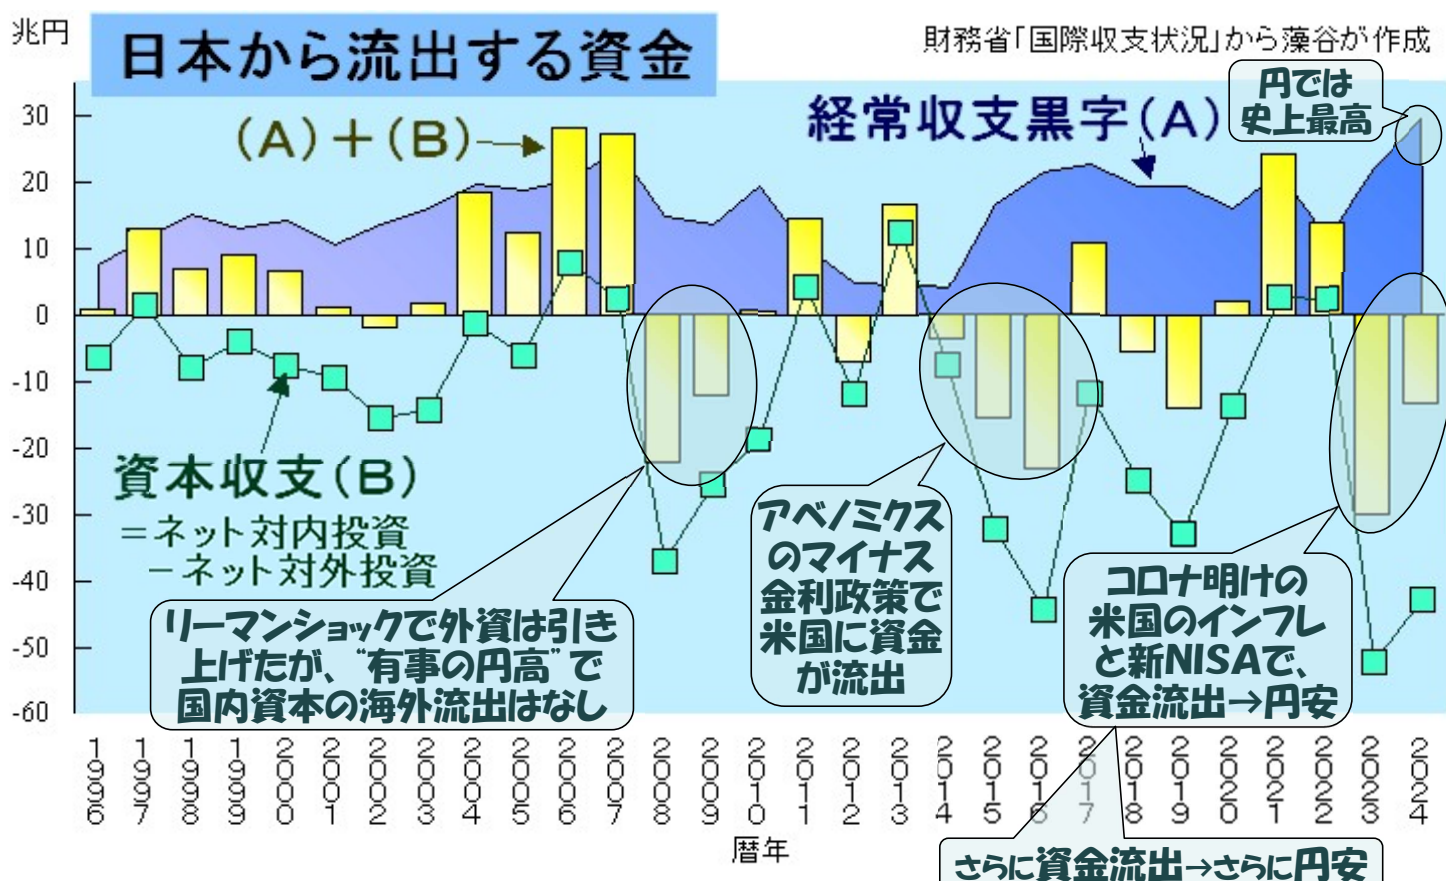 兆円
日本から流出する資金
財務省「国際収支状況」から藻谷が作成
円では
史上最高
経常収支黒字(A)
(A)+(B)
30
20
10
0
-10
-20
-30
-40
-50
-60
資本収支(B)
=ネット対内投資
-ネット対外投資
リーマンショックで外資は引き
上げたが、“有事の円高”で
国内資本の海外流出はなし
アベノミクス
のマイナス
金利政策で
米国に資金
が流出
コロナ明けの
米国のインフレ
と新NISAで、
資金流出→円安
1996
1997
1998
1999
2000
2001
2002
2003
2004
2005
2006
2007
2008
2009
2010
2011
2012
2013
2014
2015
2016
2017
2018
2019
2020
2021
2022
2023
2024
暦年
さらに資金流出→さらに円安